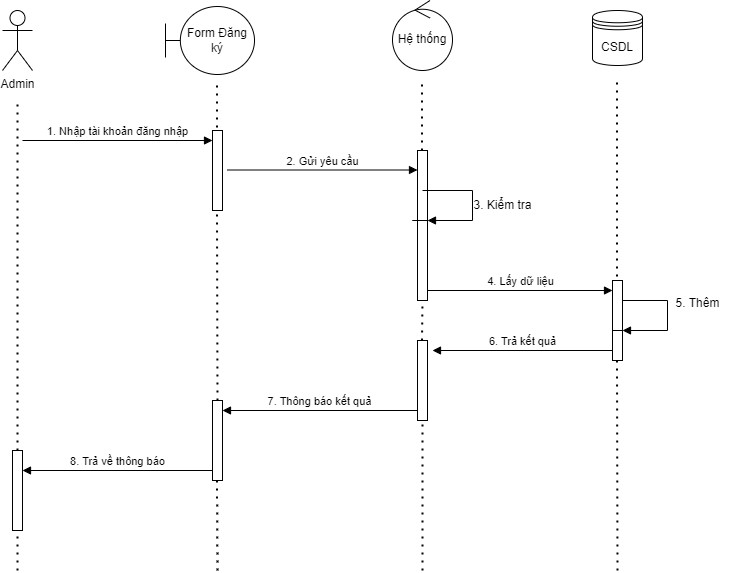 Admin
Form Đăng
ký
Hệ thống
CSDL
1. Nhập tài khoản đăng nhập
2. Gửi yêu cầu
3. Kiểm tra
4. Lấy dữ liệu
5. Thêm
6. Trả kết quả
7. Thông báo kết quả
8. Trả về thông báo